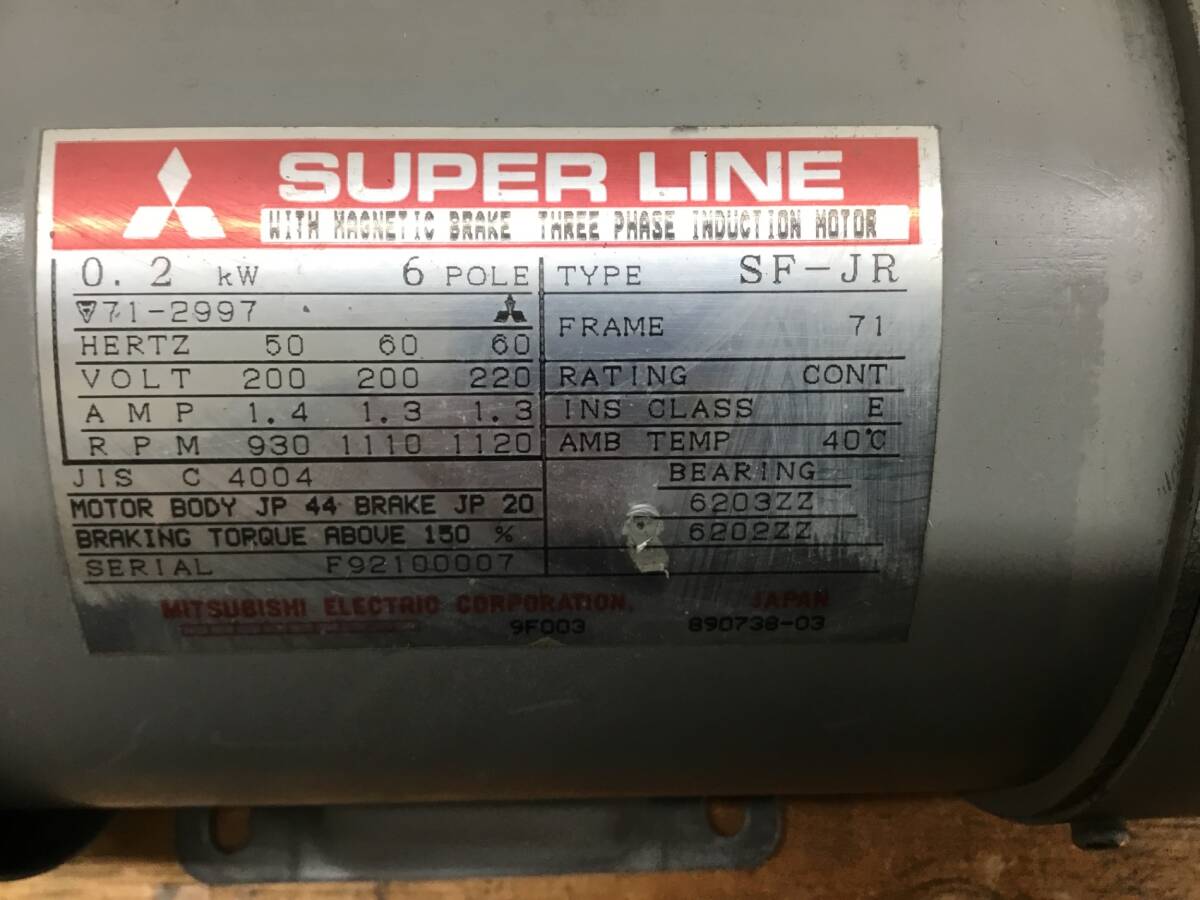 SUPER LINE
WITH MAGNETIC BRAKE THREE PHASE INDUCTION MOTOR
0.2 kW 6 POLE
71-2997
HERTZ 50 60 60
VOLT 200 200 220
AMP 1.4 1.3 1.3
RPM 930 1110 1120
JIS C 4004
MOTOR BODY JP 44 BRAKE JP 20
BRAKING TORQUE ABOVE 150 %
SERIAL F92100007
TYPE SF-JR
FRAME 71
RATING CONT
INS CLASS E
AMB TEMP 40℃
BEARING
6203ZZ
6202ZZ
MITSUBISHI ELECTRIC CORPORATION. JAPAN
9F003 890738-03